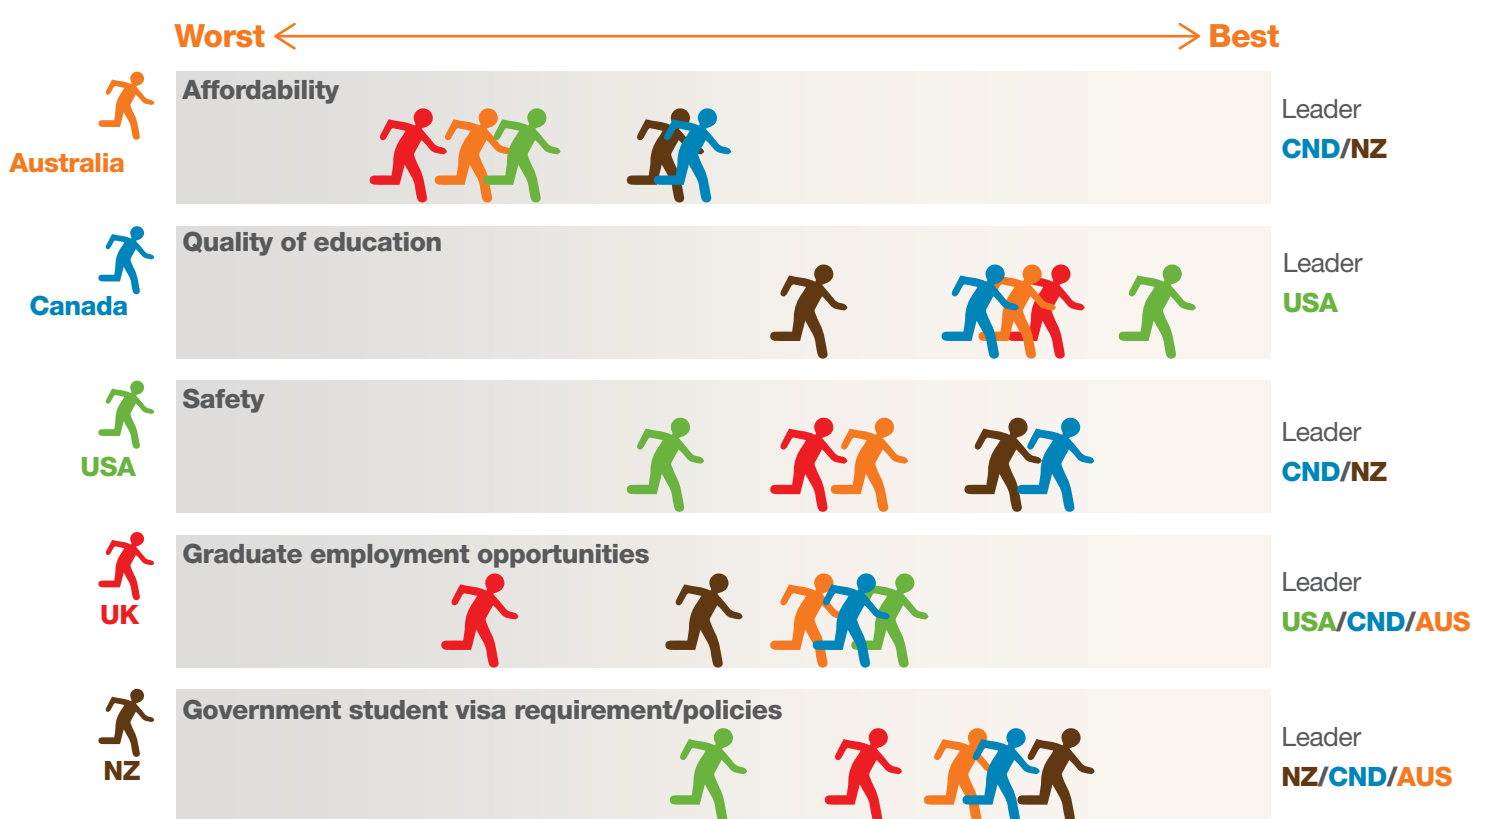 Worst
Best
Affordability
Leader
CND/NZ
Australia
Quality of education
Leader
USA
Canada
Safety
Leader
CND/NZ
USA
Graduate employment opportunities
Leader
USA/CND/AUS
UK
Government student visa requirement/policies
Leader
NZ/CND/AUS
NZ